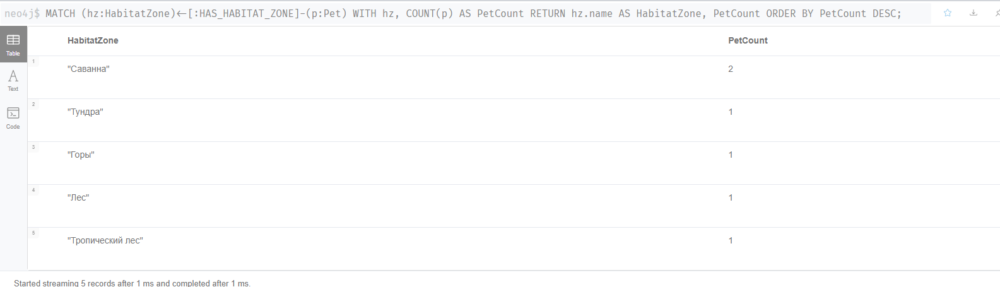 neo4j$ MATCH (hz:HabitatZone)<-[:HAS_HABITAT_ZONE]-(p:Pet) WITH hz, COUNT(p) AS PetCount RETURN hz.name AS HabitatZone, PetCount ORDER BY PetCount DESC;
Table
Text
Code
HabitatZone PetCount
1 "Саванна" 2
2 "Тундра" 1
3 "Горы" 1
4 "Лес" 1
5 "Тропический лес" 1
Started streaming 5 records after 1 ms and completed after 1 ms.